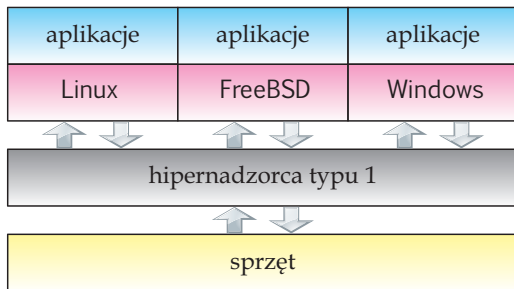 aplikacje aplikacje aplikacje
Linux FreeBSD Windows
hipernadzorca typu 1
sprzęt